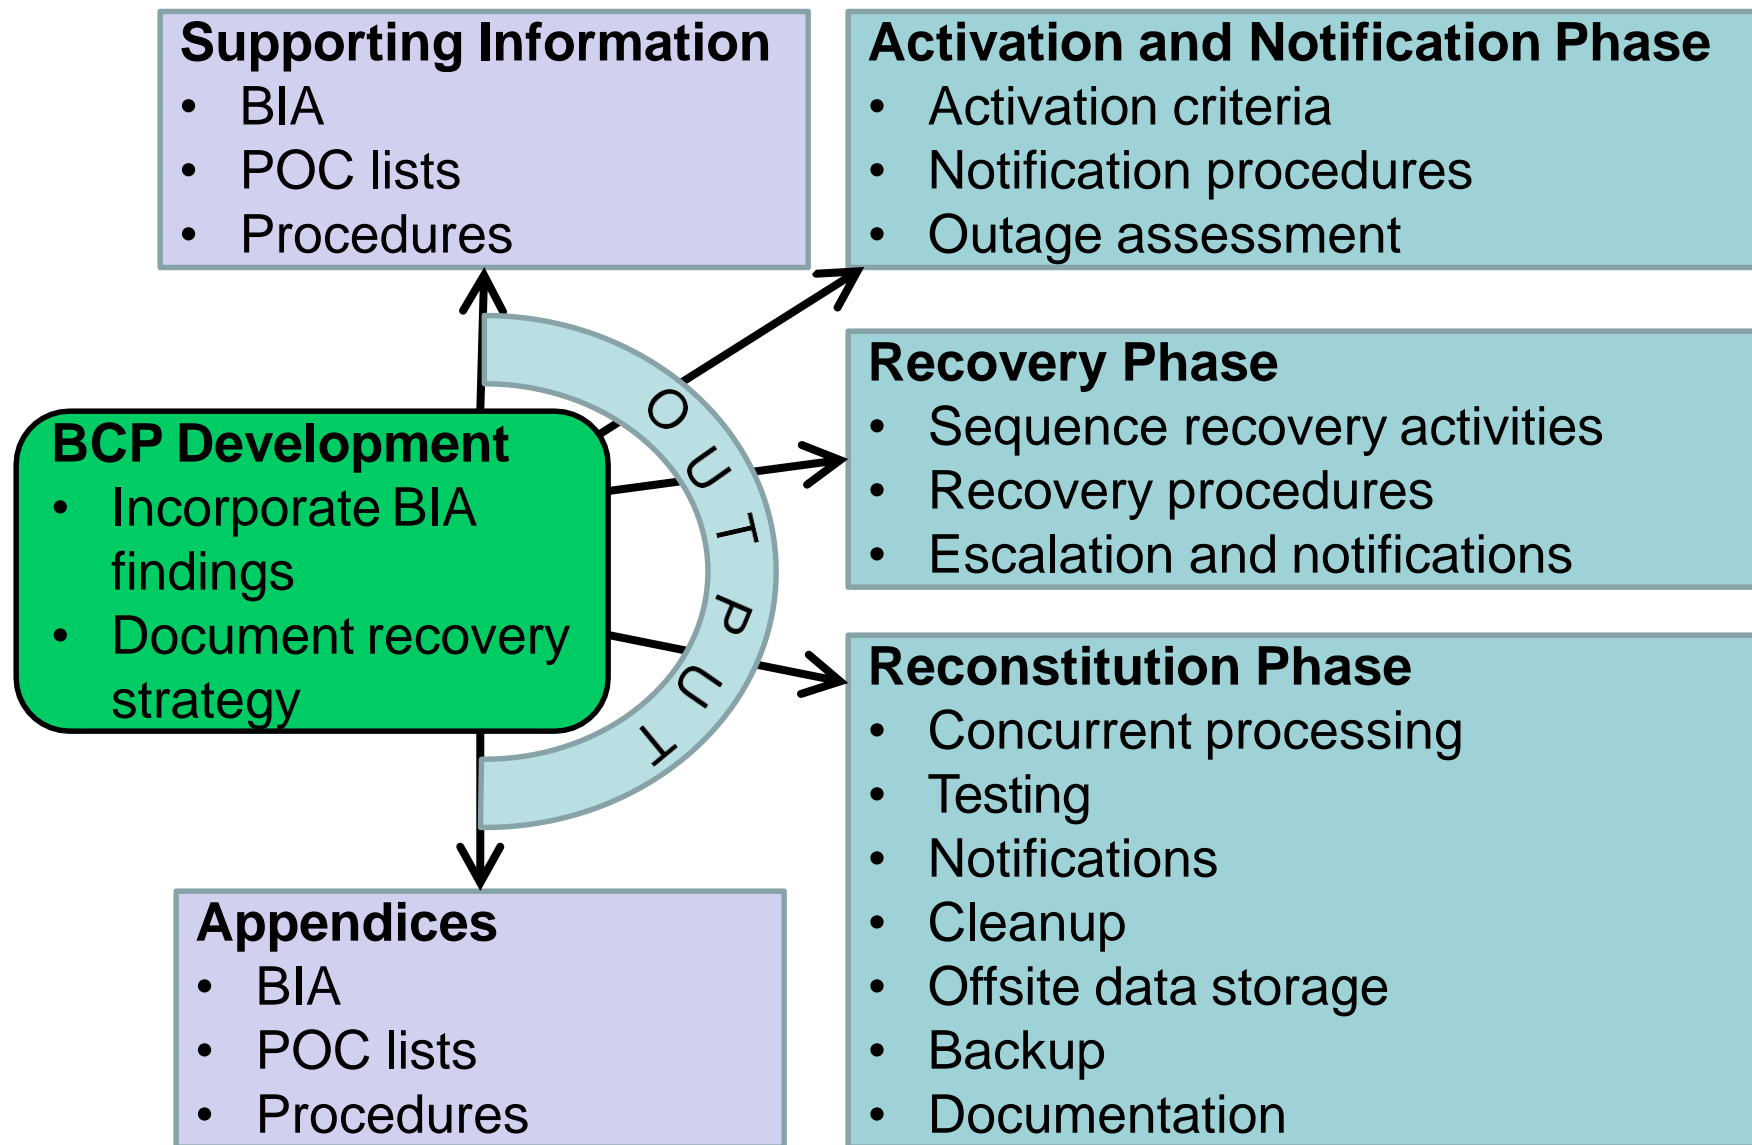 Supporting Information
• BIA
• POC lists
• Procedures
Activation and Notification Phase
• Activation criteria
• Notification procedures
• Outage assessment
BCP Development
• Incorporate BIA
findings
• Document recovery
strategy
OUTPUT
Recovery Phase
• Sequence recovery activities
• Recovery procedures
• Escalation and notifications
Reconstitution Phase
• Concurrent processing
• Testing
• Notifications
• Cleanup
• Offsite data storage
• Backup
• Documentation
Appendices
• BIA
• POC lists
• Procedures